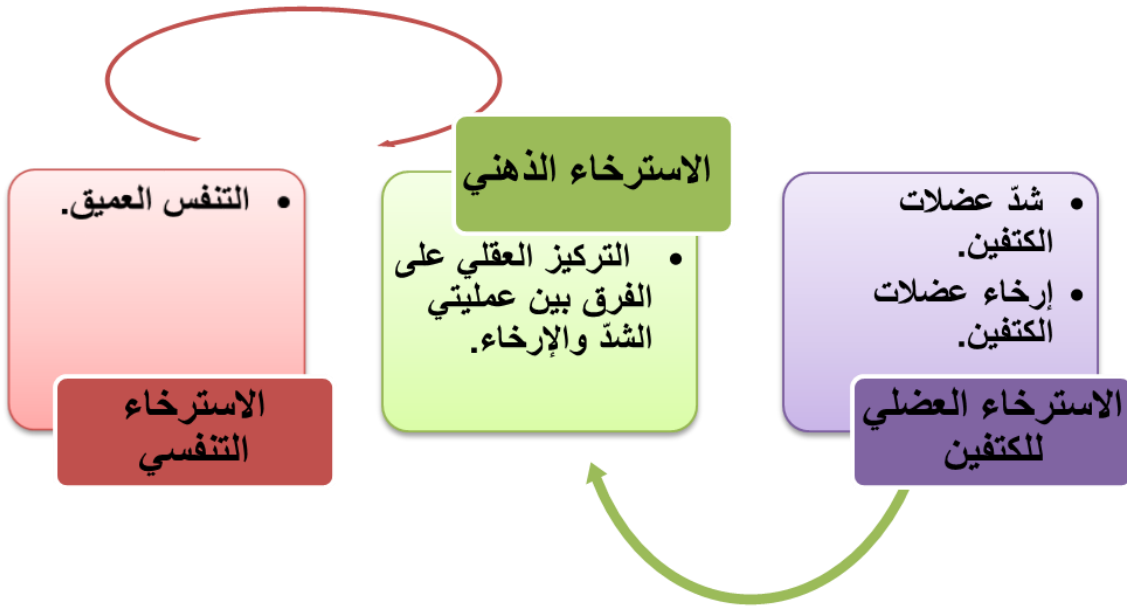 • شدّ عضلات
الكتفين.
• إرخاء عضلات
الكتفين.
الاسترخاء العضلي
للكتفين
الاسترخاء الذهني
• التركيز العقلي على
الفرق بين عمليتي
الشدّ والإرخاء.
• التنفس العميق.
الاسترخاء
التنفسي